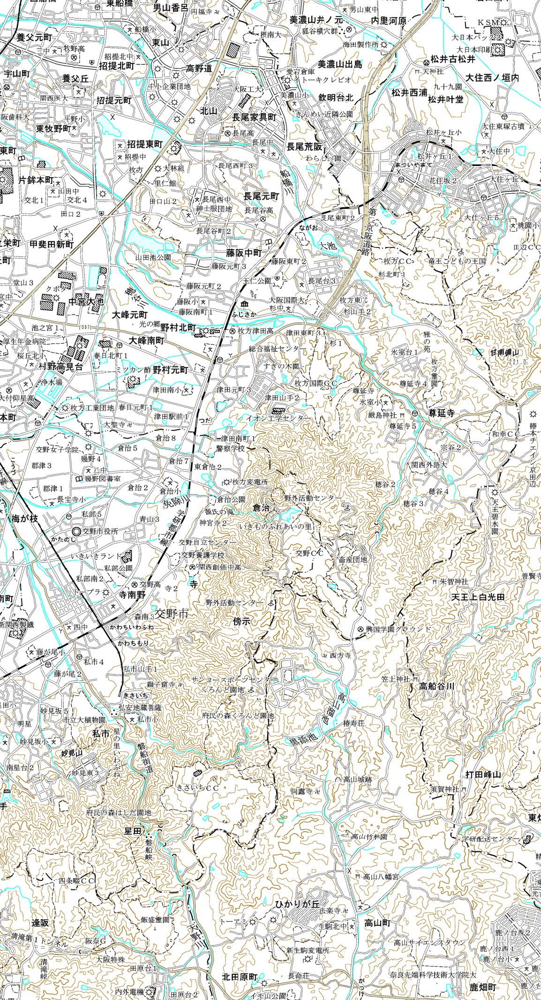 東船橋
男山香呂
円福寺
男山東中
美濃山井ノ元
内里河原
狐谷横穴群
KSM
船橋小
養父元町
東山
摂南大
大日本パックス
海田製作所
大日本印刷
二中
牧野高
招提北中
招提北町
高野道
美濃山出島
松井古松井
宇山町
養父丘
愛宕倉庫
イトーキクレビオ
天神社
大住西ノ垣内
中小企業団地
大阪工大
九十九園
関西医大
招提元町
美濃山小
欽明台北
松井西浦
松井叶堂
北山
長尾家具町
きんめい近隣公園
平野小
東牧野町
長尾高
大住東塚古墳
松井ヶ丘小
招提東町
長尾中
長尾荒阪
東町
招提中
わらしべ園
松井ヶ丘1
大住中
枚方
大林組
長尾西町3
まついやまて
片鉾本町
里仁館
船橋川
花住坂2
大住ヶ丘1
山田中
交北1
交北4
田口山2
長尾西中
紳士服団地
長尾元町
長尾谷高
田口2
長尾東町2
大住ヶ丘5
ながお
第二京阪道路
桃園小
長尾谷町2
甲斐田新町
大池
田辺CC
山田池公園
藤阪中町
藤阪東町2
枚方CC
竜王こどもの王国
藤阪元町3
杉北町1
堂山3
王仁公園
長尾台3
クボタ
藤阪元町2
中宮大池
穂谷川
藤阪小
大阪国際大
枚方東
杉中
藤阪南町1
ふじさか
杉山手2
大峰元町
光の郷
池之宮1
(307)
野村北町
枚方津田高
津田東町3
雅の苑
厚生年金病院
大峰南町
杉1
総合福祉センター
氷室台1
甘南備山
221.0
桜丘北小
春日北町1
枚方霊園
村野高見台
ミツカン酢
野村元町
すぎの木園
浄水場
枚方国際GC
尊延寺1
尊延寺4
津田南小
津田元町3
大付仰星高
津田山手2
氷室小
枚方工業団地
春日元町1
厳島神社
尊延寺
本町
津田駅前1
つだ
イオン工学センター
大聖寺
尊延寺5
椿本チエイン京田辺
倉治8
津田南町1
和幸CC
交野女子学院
倉治5
警察学校
宗谷2
幾野4
こうづ
郡津3
倉治7
東倉治2
関西外語大
二中
幾野図書室
枚方変電所
穂谷2
郡津1
倉治2
倉治小
穂谷4
長宝寺小
免除川
倉治公園
野外活動センター
倉治
穂谷3
天王碧水園
私部5
源氏の滝
梅が枝
青山3
学研都市線
神宮寺2
いきものふれあいの里
交野市役所
かたのし
交野自立センター
いきいきランド
交野養護学校
交野CC
畜産団地
私部公園
関西創価中高
私部南2
普賢寺
朱智神社
交野高
寺
寺2
トープラ
寺南野
天王上白光田
南町
野外活動センター
交野市
森南3
傍示
新関西製鐵
四中
かわちいわふね
興国学園グラウンド
かわちもり
藤が尾小
西方寺
私市4
藤が尾2
私市山手1
笠上神社
サンヨースポーツセンター
獅子窟寺
くろんど園地
高船谷川
きさいち
弘安地蔵菩薩
高山溜池
妙見坂5
市立大植物園
府民の森くろんど園地
明星
私市小
椿寿荘
私市
星の里いわふね
黒添池
妙見坂小
妙見山
磐船街道
南星台2
妙見東3
打田峰山
高山城跡
きさいちCC
向露寺
須賀神社
府民の森ほしだ園地
星田
高山竹林園
学研配送センター
磐船峡
四条畷CC
高山八幡宮
ひかりが丘
法楽寺
飯盛霊園
逢阪
トーアミ
天野川
生駒北中
高山町
鹿ノ台西2
清滝第1トンネル
阪奈G
高山サイエンスタウン
鹿ノ台西1
新生駒変電所
清滝峠
大阪特殊
鹿ノ台小
田原台1
北田原町
長命荘
奈良先端科学技術大学院大
鹿畑町
内外電機
田原台2
イモ山公園